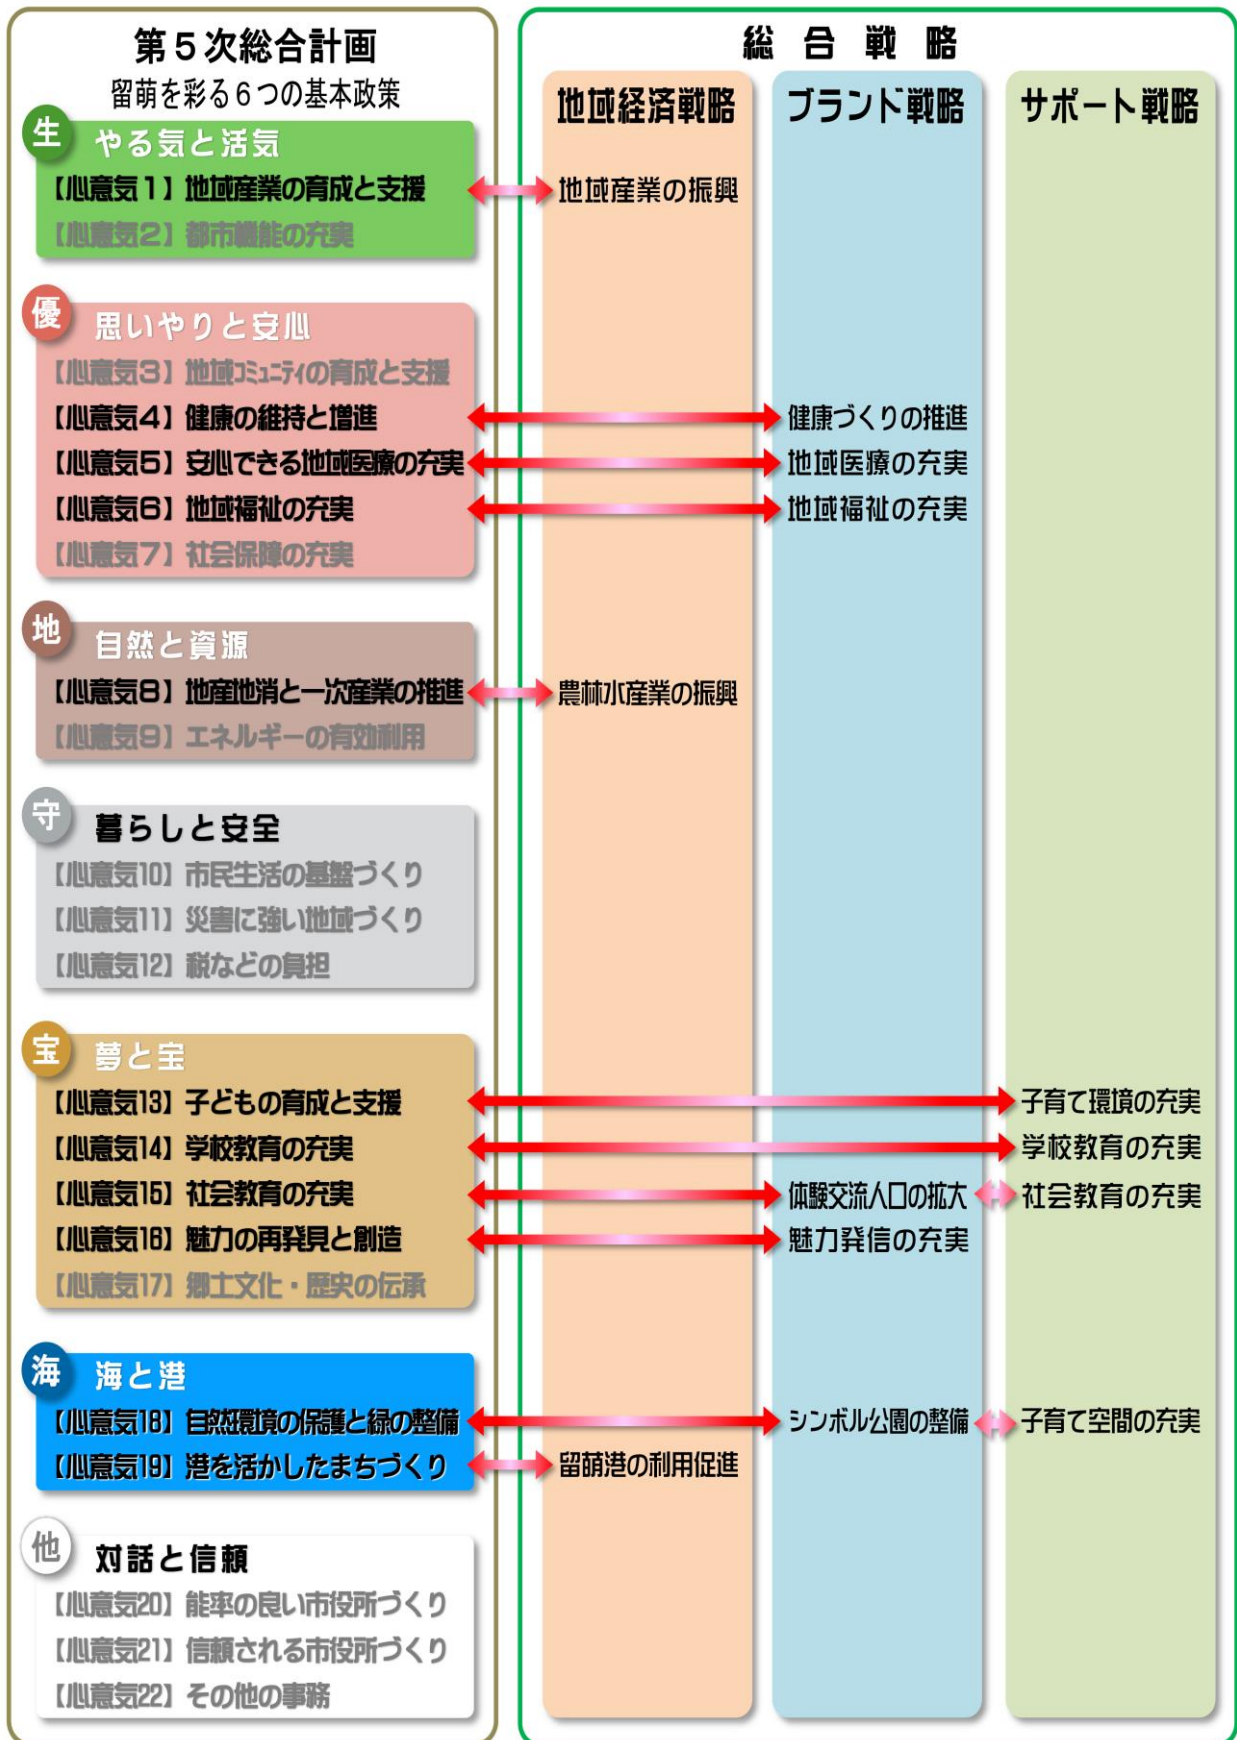 第５次総合計画
留萌を彩る６つの基本政策
生 やる気と活気
【心意気1】地域産業の育成と支援
【心意気2】都市機能の充実
優 思いやりと安心
【心意気3】地域ｺﾐｭﾆﾃｨの育成と支援
【心意気4】健康の維持と増進
【心意気5】安心できる地域医療の充実
【心意気6】地域福祉の充実
【心意気7】社会保障の充実
地 自然と資源
【心意気8】地産地消と一次産業の推進
【心意気9】エネルギーの有効利用
守 暮らしと安全
【心意気10】市民生活の基盤づくり
【心意気11】災害に強い地域づくり
【心意気12】税などの負担
宝 夢と宝
【心意気13】子どもの育成と支援
【心意気14】学校教育の充実
【心意気15】社会教育の充実
【心意気16】魅力の再発見と創造
【心意気17】郷土文化・歴史の伝承
海 海と港
【心意気18】自然環境の保護と緑の整備
【心意気19】港を活かしたまちづくり
他 対話と信頼
【心意気20】能率の良い市役所づくり
【心意気21】信頼される市役所づくり
【心意気22】その他の事務
総合戦略
地域経済戦略
地域産業の振興
農林水産業の振興
留萌港の利用促進
ブランド戦略
健康づくりの推進
地域医療の充実
地域福祉の充実
体験交流人口の拡大
魅力発信の充実
シンボル公園の整備
サポート戦略
子育て環境の充実
学校教育の充実
社会教育の充実
子育て空間の充実